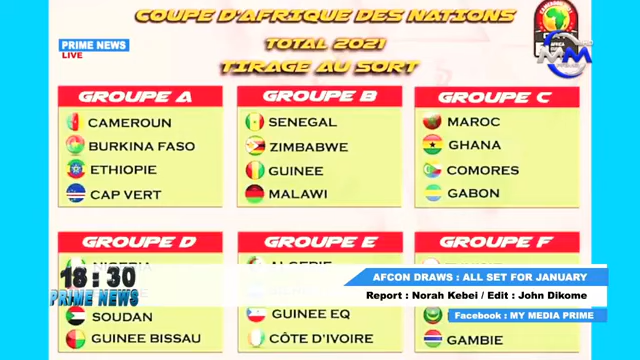 COUPE D'AFRIQUE DES NATIONS
TOTAL 2021
TIRAGE AU SORT
PRIME NEWS
LIVE
GROUPE A
CAMEROUN
BURKINA FASO
ETHIOPIE
CAP VERT
GROUPE B
SENEGAL
ZIMBABWE
GUINEE
MALAWI
GROUPE C
MAROC
GHANA
COMORES
GABON
GROUPE D
NIGERIA
SOUDAN
GUINEE BISSAU
GROUPE E
ALGERIE
GUINEE EQ
CÔTE D'IVOIRE
GROUPE F
GAMBIE
18:30
PRIME NEWS
AFCON DRAWS : ALL SET FOR JANUARY
Report : Norah Kebei / Edit : John Dikome
Facebook : MY MEDIA PRIME